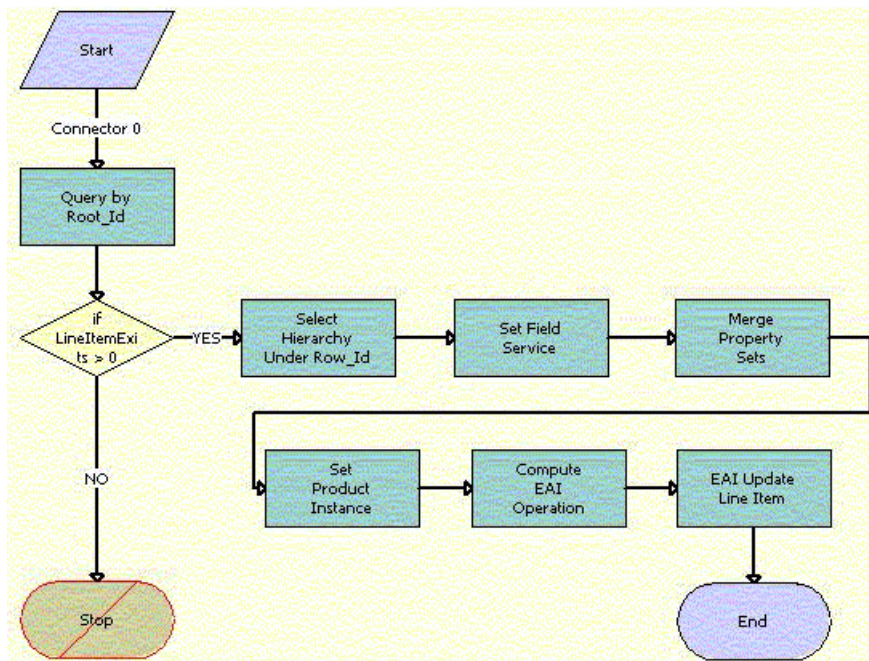 Start
Connector 0
Query by
Root_Id
if
LineItemExi
ts > 0
YES
Select
Hierarchy
Under Row_Id
Set Field
Service
Merge
Property
Sets
Set
Product
Instance
Compute
EAI
Operation
EAI Update
Line Item
NO
Stop
End